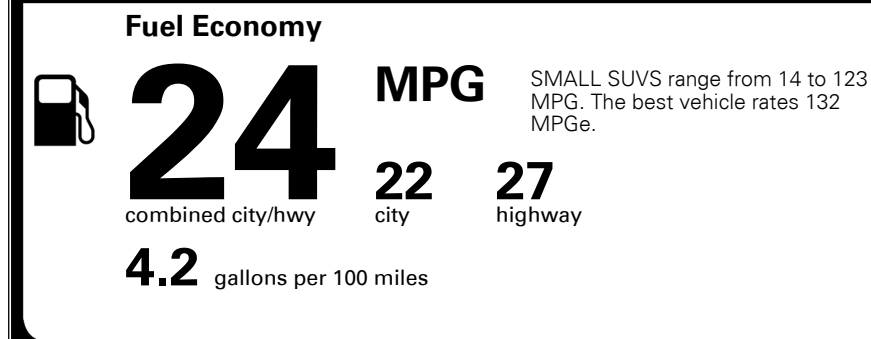 Fuel Economy
24
MPG
SMALL SUVS range from 14 to 123
MPG. The best vehicle rates 132
MPGe.
22
27
combined city/hwy
city
highway
4.2 gallons per 100 miles